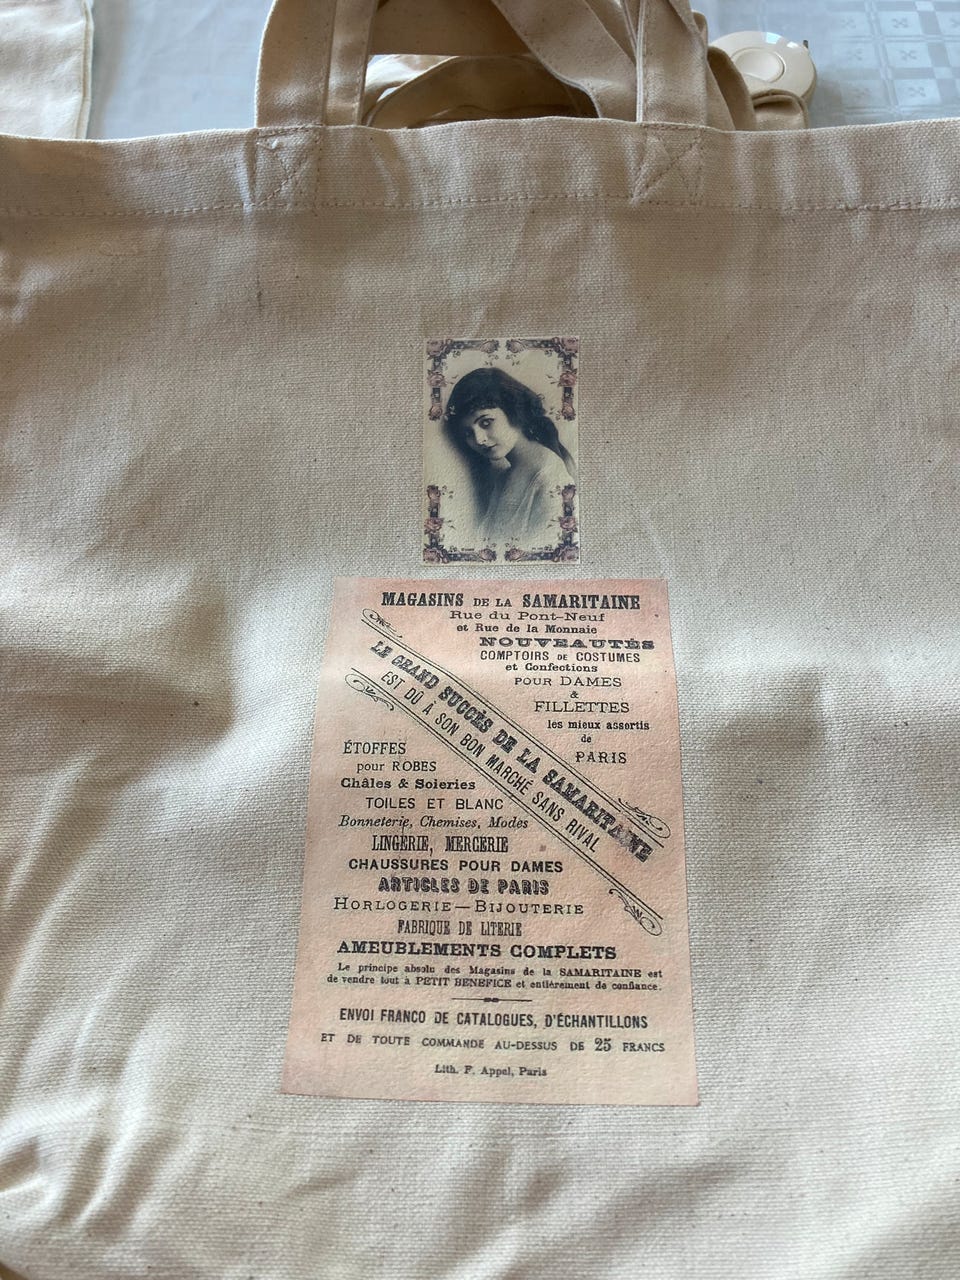 MAGASINS DE LA SAMARITAINE
Rue du Pont-Neuf
et Rue de la Monnaie
NOUVEAUTÉS
COMPTOIRS DE COSTUMES
et Confections
POUR DAMES
&
FILLETTES
les mieux assortis
de
PARIS
LE GRAND SUCCÈS DE LA SAMARITAINE
EST DÛ À SON BON MARCHÉ SANS RIVAL
ÉTOFFES
pour ROBES
Châles & Soieries
TOILES ET BLANC
Bonneterie, Chemises, Modes
LINGERIE, MERCERIE
CHAUSSURES POUR DAMES
ARTICLES DE PARIS
HORLOGERIE—BIJOUTERIE
FABRIQUE DE LITERIE
AMEUBLEMENTS COMPLETS
Le principe absolu des Magasins de la SAMARITAINE est
de vendre tout à PETIT BENEFICE et entièrement de confiance.
ENVOI FRANCO DE CATALOGUES, D'ÉCHANTILLONS
ET DE TOUTE COMMANDE AU-DESSUS DE 25 FRANCS
Lith. F. Appel, Paris